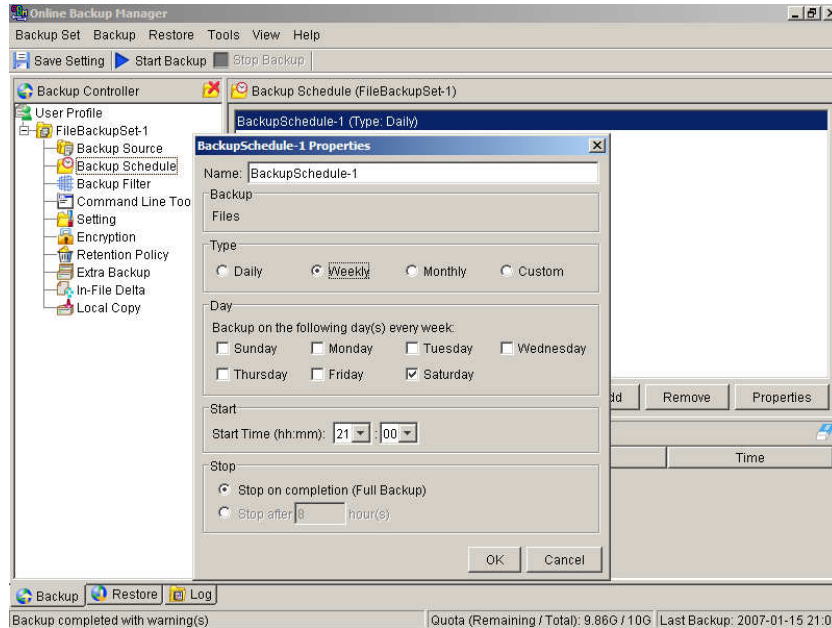 Online Backup Manager
Backup Set Backup Restore Tools View Help
Save Setting Start Backup Stop Backup
Backup Controller
Backup Schedule (FileBackupSet-1)
User Profile
FileBackupSet-1
Backup Source
Backup Schedule
Backup Filter
Command Line Too
Setting
Encryption
Retention Policy
Extra Backup
In-File Delta
Local Copy
BackupSchedule-1 (Type: Daily)
BackupSchedule-1 Properties
Name: BackupSchedule-1
Backup
Files
Type
Daily Weekly Monthly Custom
Day
Backup on the following day(s) every week:
Sunday Monday Tuesday Wednesday
Thursday Friday Saturday
Start
Start Time (hh:mm): 21 : 00
Stop
Stop on completion (Full Backup)
Stop after 8 hour(s)
OK Cancel
dd Remove Properties
Time
Backup Restore Log
Backup completed with warning(s)
Quota (Remaining / Total): 9.86G / 10G
Last Backup: 2007-01-15 21:0